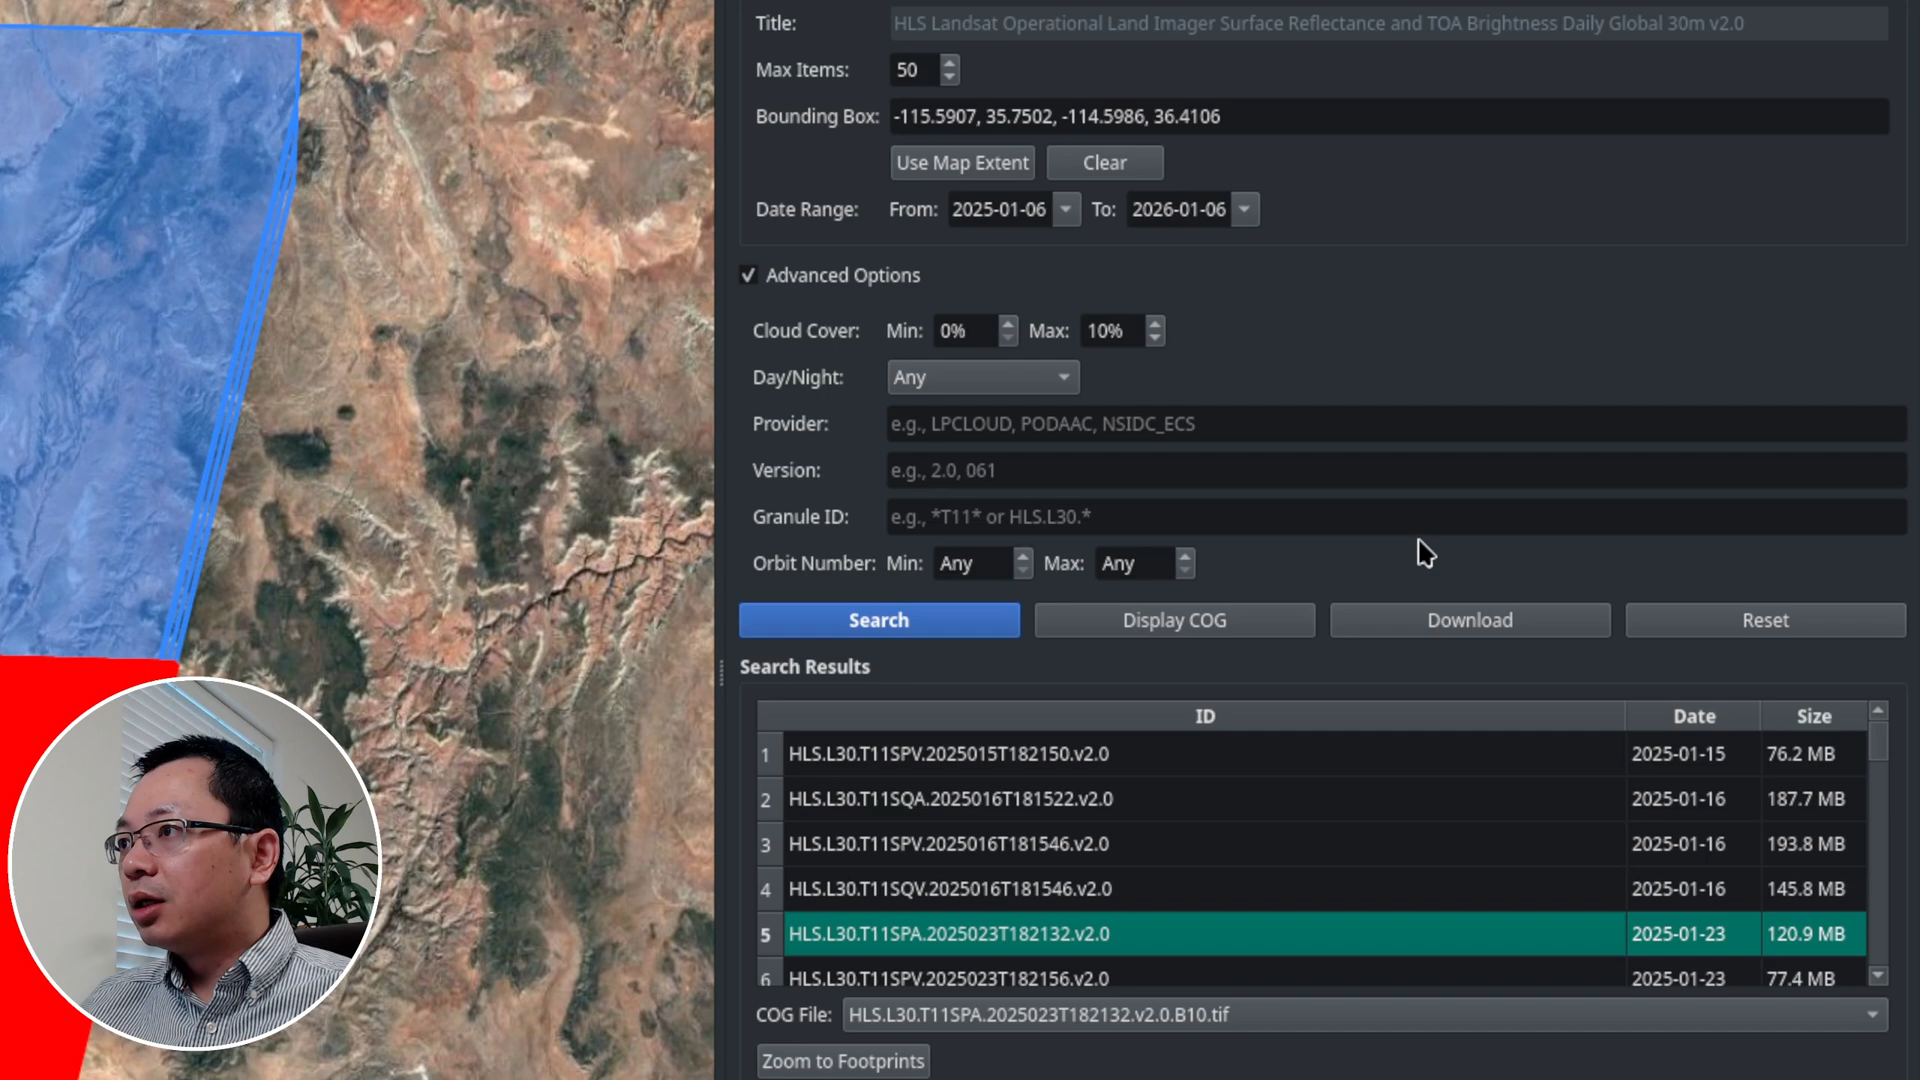 Title: HLS Landsat Operational Land Imager Surface Reflectance and TOA Brightness Daily Global 30m v2.0
Max Items: 50
Bounding Box: -115.5907, 35.7502, -114.5986, 36.4106
Use Map Extent Clear
Date Range: From: 2025-01-06 To: 2026-01-06
Advanced Options
Cloud Cover: Min: 0% Max: 10%
Day/Night: Any
Provider: e.g., LPCLOUD, PODAAC, NSIDC_ECS
Version: e.g., 2.0, 061
Granule ID: e.g., *T11* or HLS.L30.*
Orbit Number: Min: Any Max: Any
Search Display COG Download Reset
Search Results
ID Date Size
1 HLS.L30.T11SPV.2025015T182150.v2.0 2025-01-15 76.2 MB
2 HLS.L30.T11SQA.2025016T181522.v2.0 2025-01-16 187.7 MB
3 HLS.L30.T11SPV.2025016T181546.v2.0 2025-01-16 193.8 MB
4 HLS.L30.T11SQV.2025016T181546.v2.0 2025-01-16 145.8 MB
5 HLS.L30.T11SPA.2025023T182132.v2.0 2025-01-23 120.9 MB
6 HLS.L30.T11SPV.2025023T182156.v2.0 2025-01-23 77.4 MB
COG File: HLS.L30.T11SPA.2025023T182132.v2.0.B10.tif
Zoom to Footprints